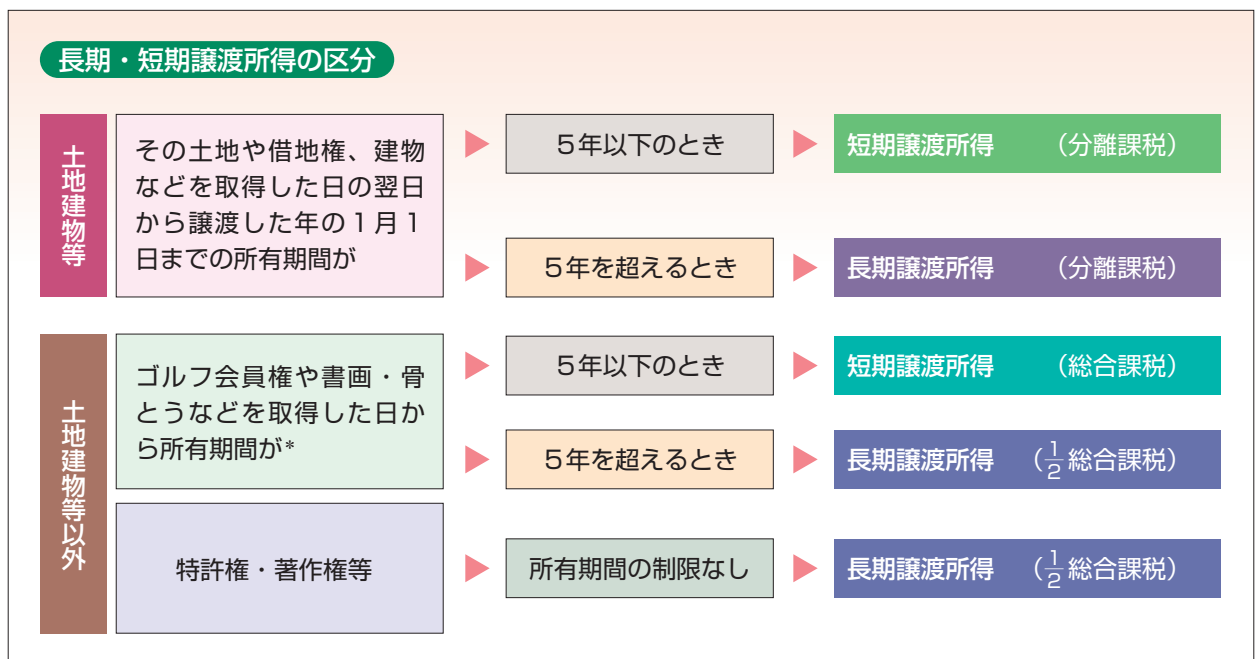 長期・短期譲渡所得の区分
土地建物等
その土地や借地権、建物
などを取得した日の翌日
から譲渡した年の1月1
日までの所有期間が
5年以下のとき
短期譲渡所得 （分離課税）
5年を超えるとき
長期譲渡所得 （分離課税）
土地建物等以外
ゴルフ会員権や書画・骨
とうなどを取得した日か
ら所有期間が*
5年以下のとき
短期譲渡所得 （総合課税）
5年を超えるとき
長期譲渡所得 （1/2総合課税）
特許権・著作権等
所有期間の制限なし
長期譲渡所得 （1/2総合課税）